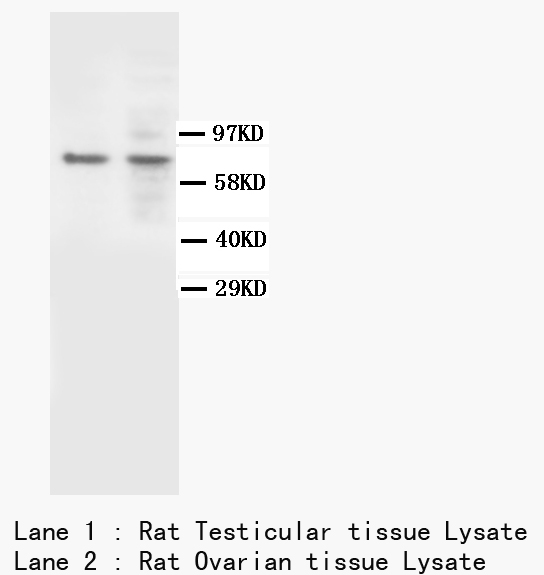 97KD
58KD
40KD
29KD
Lane 1 : Rat Testicular tissue Lysate
Lane 2 : Rat Ovarian tissue Lysate